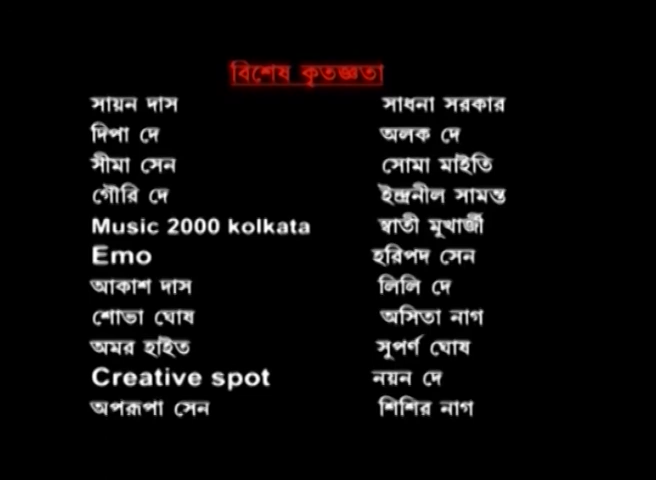 বিশেষ কৃতজ্ঞতা
সায়ন দাস
দিপা দে
সীমা সেন
গৌরি দে
Music 2000 kolkata
Emo
আকাশ দাস
শোভা ঘোষ
অমর হাইত
Creative spot
অপরূপা সেন
সাধনা সরকার
অলক দে
সোমা মাইতি
ইন্দ্রনীল সামন্ত
স্বাতী মুখার্জী
হরিপদ সেন
লিলি দে
অসিতা নাগ
সুপর্ণ ঘোষ
নয়ন দে
শিশির নাগ